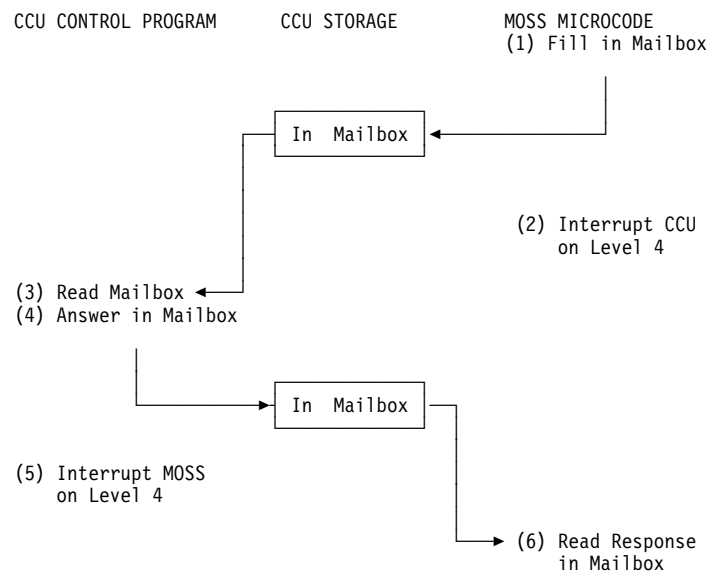 CCU CONTROL PROGRAM CCU STORAGE MOSS MICROCODE
(1) Fill in Mailbox
In Mailbox
(2) Interrupt CCU
on Level 4
(3) Read Mailbox
(4) Answer in Mailbox
In Mailbox
(5) Interrupt MOSS
on Level 4
(6) Read Response
in Mailbox